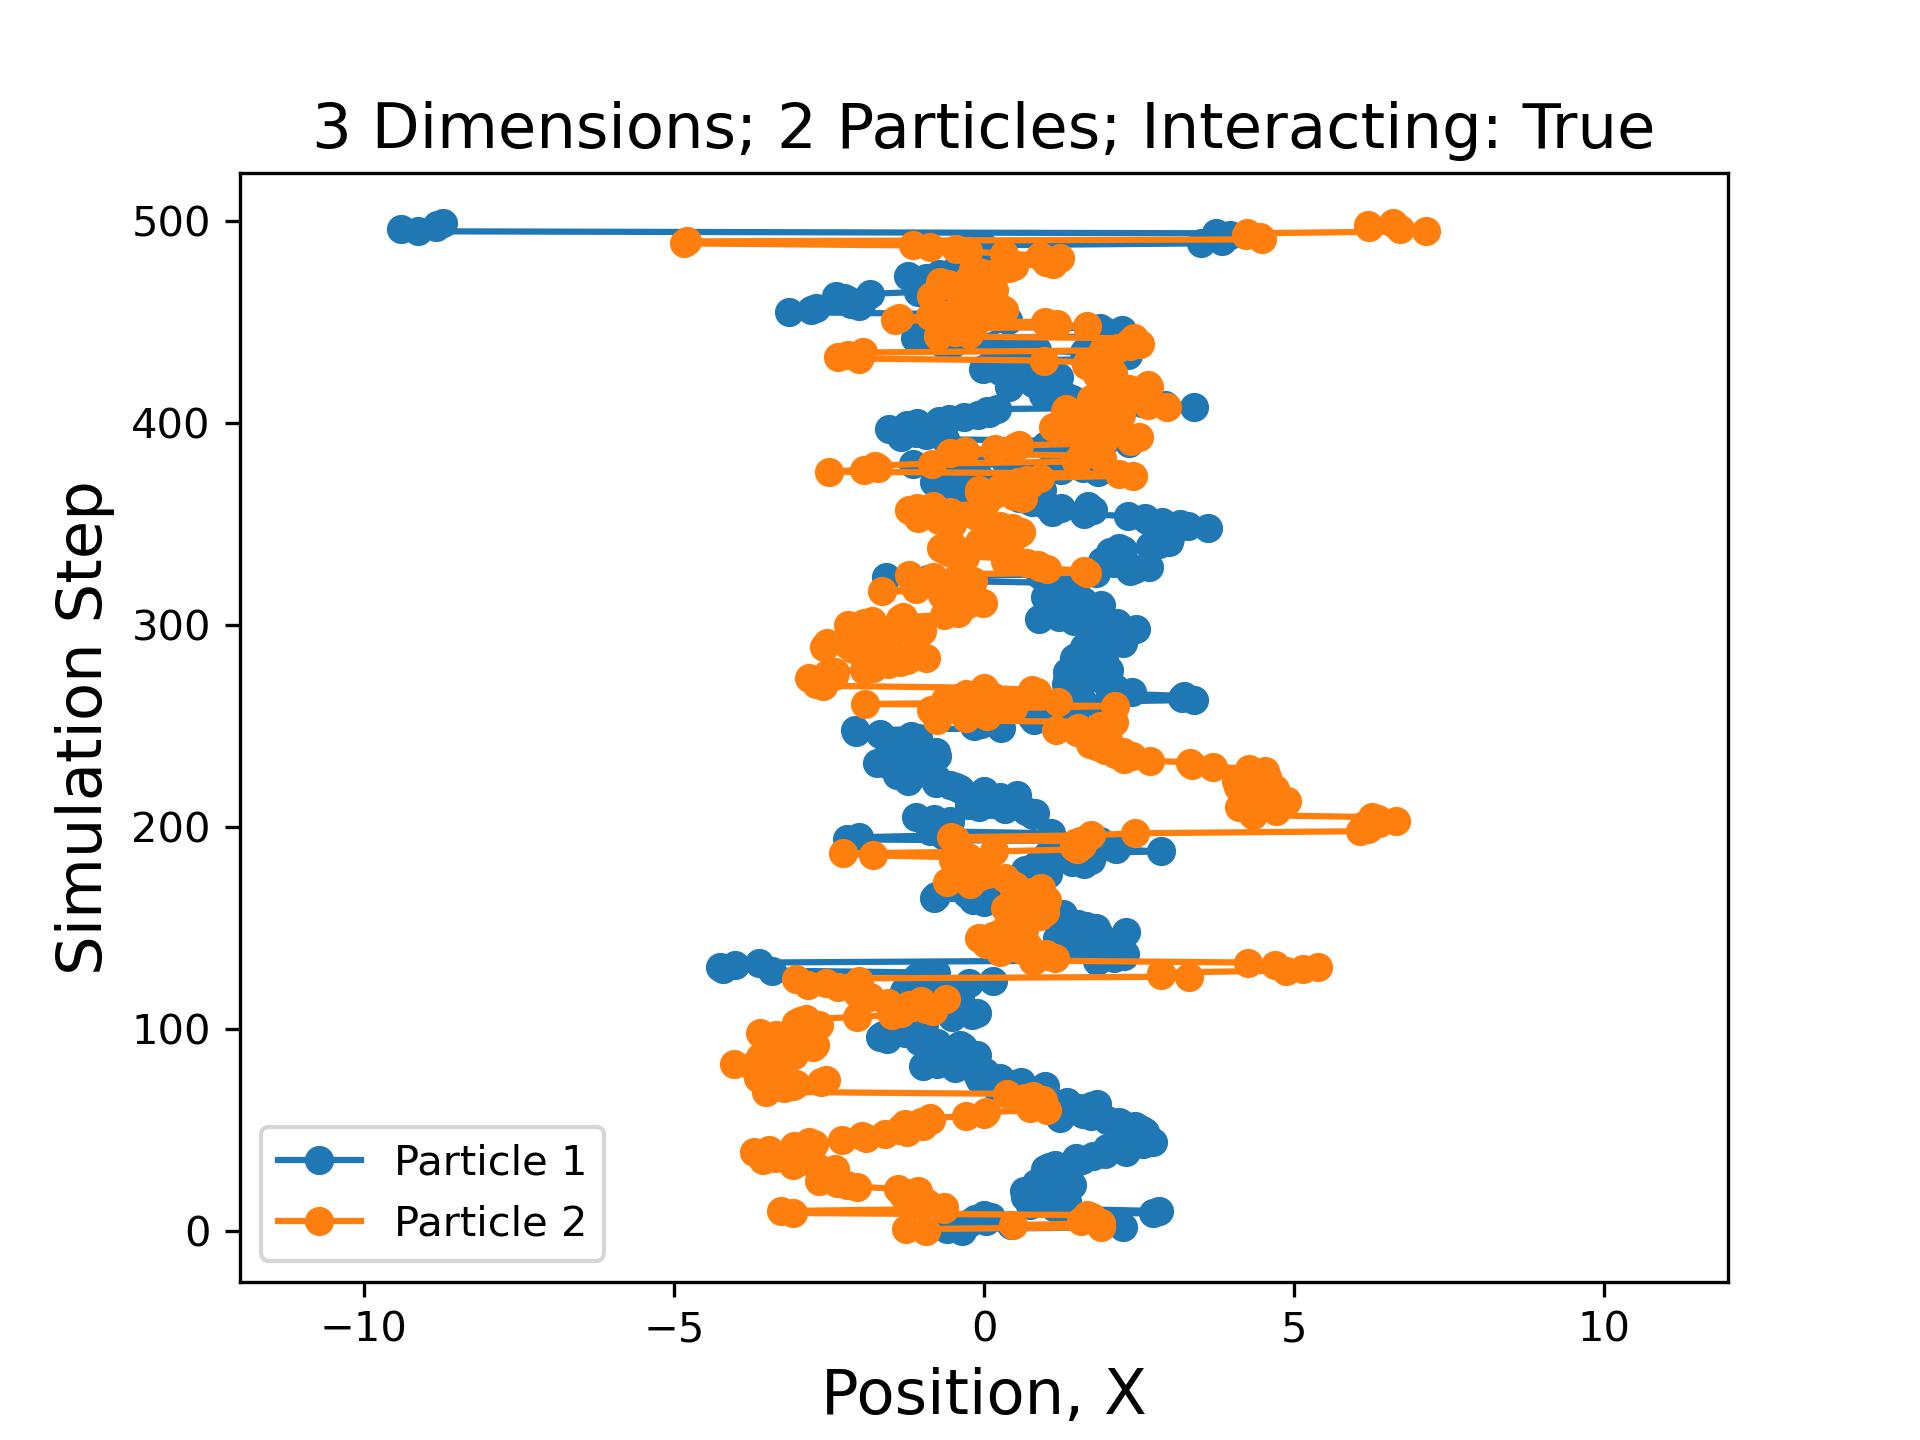 3 Dimensions; 2 Particles; Interacting: True
Simulation Step
500
400
300
200
100
0
Particle 1
Particle 2
−10
−5
0
5
10
Position, X